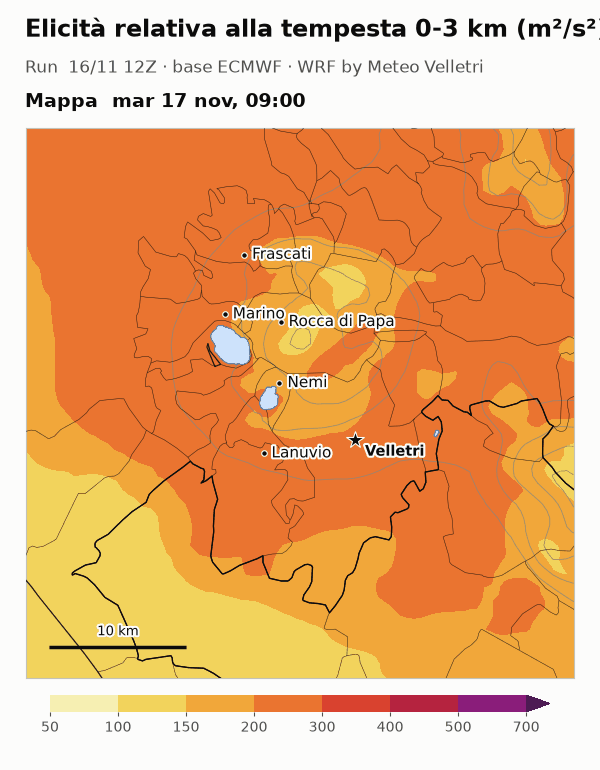 Elicità relativa alla tempesta 0-3 km (m²/s²)
Run 16/11 12Z · base ECMWF · WRF by Meteo Velletri
Mappa mar 17 nov, 09:00
Frascati
Marino
Rocca di Papa
Nemi
Velletri
Lanuvio
10 km
50 100 150 200 300 400 500 700